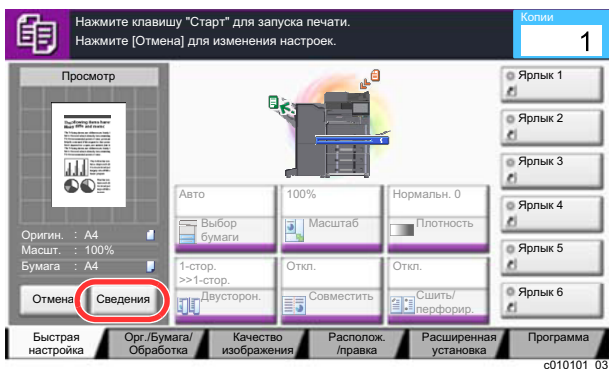 Нажмите клавишу "Старт" для запуска печати.
Нажмите [Отмена] для изменения настроек.
Копии
1
Просмотр
Оригин. : A4
Масшт. : 100%
Бумага : A4
Отмена
Сведения
Авто
Выбор
бумаги
100%
Масштаб
Нормальн. 0
Плотность
1-стор.
>>1-стор.
Двусторон.
Откл.
Совместить
Откл.
Сшить/
перфорир.
Ярлык 1
Ярлык 2
Ярлык 3
Ярлык 4
Ярлык 5
Ярлык 6
Быстрая
настройка
Орг./Бумага/
Обработка
Качество
изображения
Располож.
/правка
Расширенная
установка
Программа
c010101_03